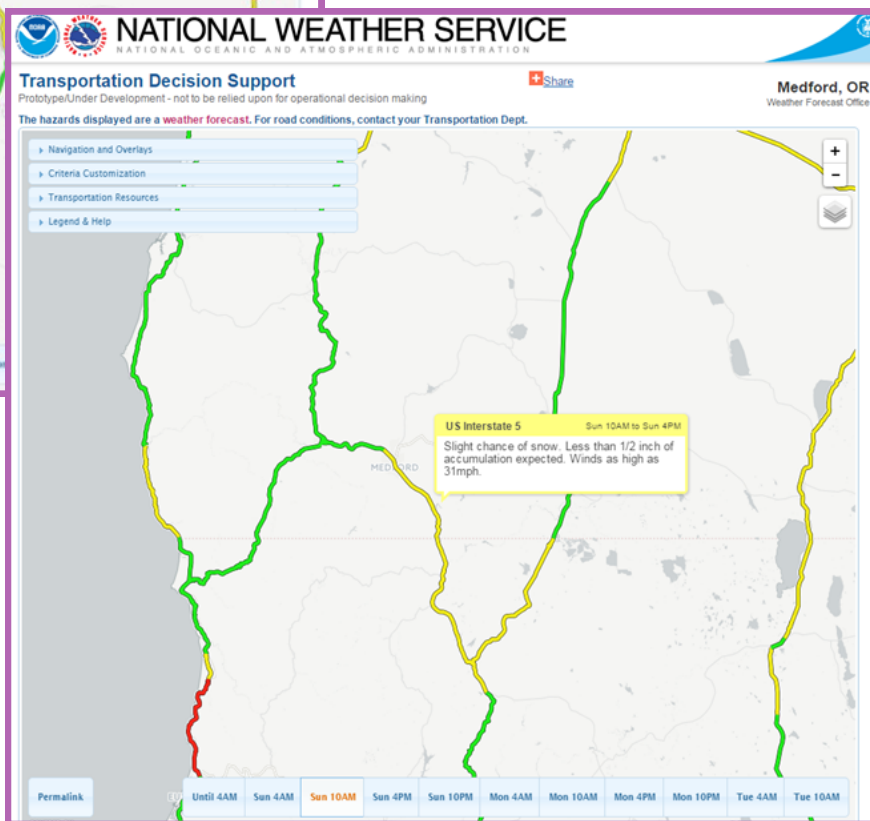 NATIONAL WEATHER SERVICE
NATIONAL OCEANIC AND ATMOSPHERIC ADMINISTRATION
Transportation Decision Support
Share
Prototype/Under Development - not to be relied upon for operational decision making
Medford, OR
Weather Forecast Office
The hazards displayed are a weather forecast. For road conditions, contact your Transportation Dept.
Navigation and Overlays
Criteria Customization
Transportation Resources
Legend & Help
+
−
US Interstate 5 Sun 10AM to Sun 4PM
Slight chance of snow. Less than 1/2 inch of
accumulation expected. Winds as high as
31mph.
MEDFORD
Permalink
Until 4AM Sun 4AM Sun 10AM Sun 4PM Sun 10PM Mon 4AM Mon 10AM Mon 4PM Mon 10PM Tue 4AM Tue 10AM